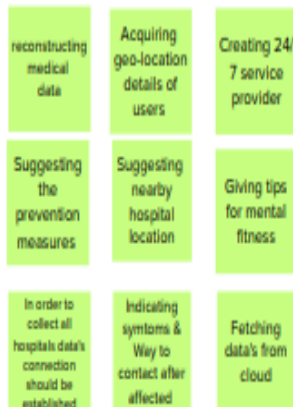 reconstructing
medical
data
Acquiring
geo-location
details of
users
Creating 24/
7 service
provider
Suggesting
the
prevention
measures
Suggesting
nearby
hospital
location
Giving tips
for mental
fitness
In order to
collect all
hospitals data's
connection
should be
established
Indicating
symtoms &
Way to
contact after
affected
Fetching
data's from
cloud